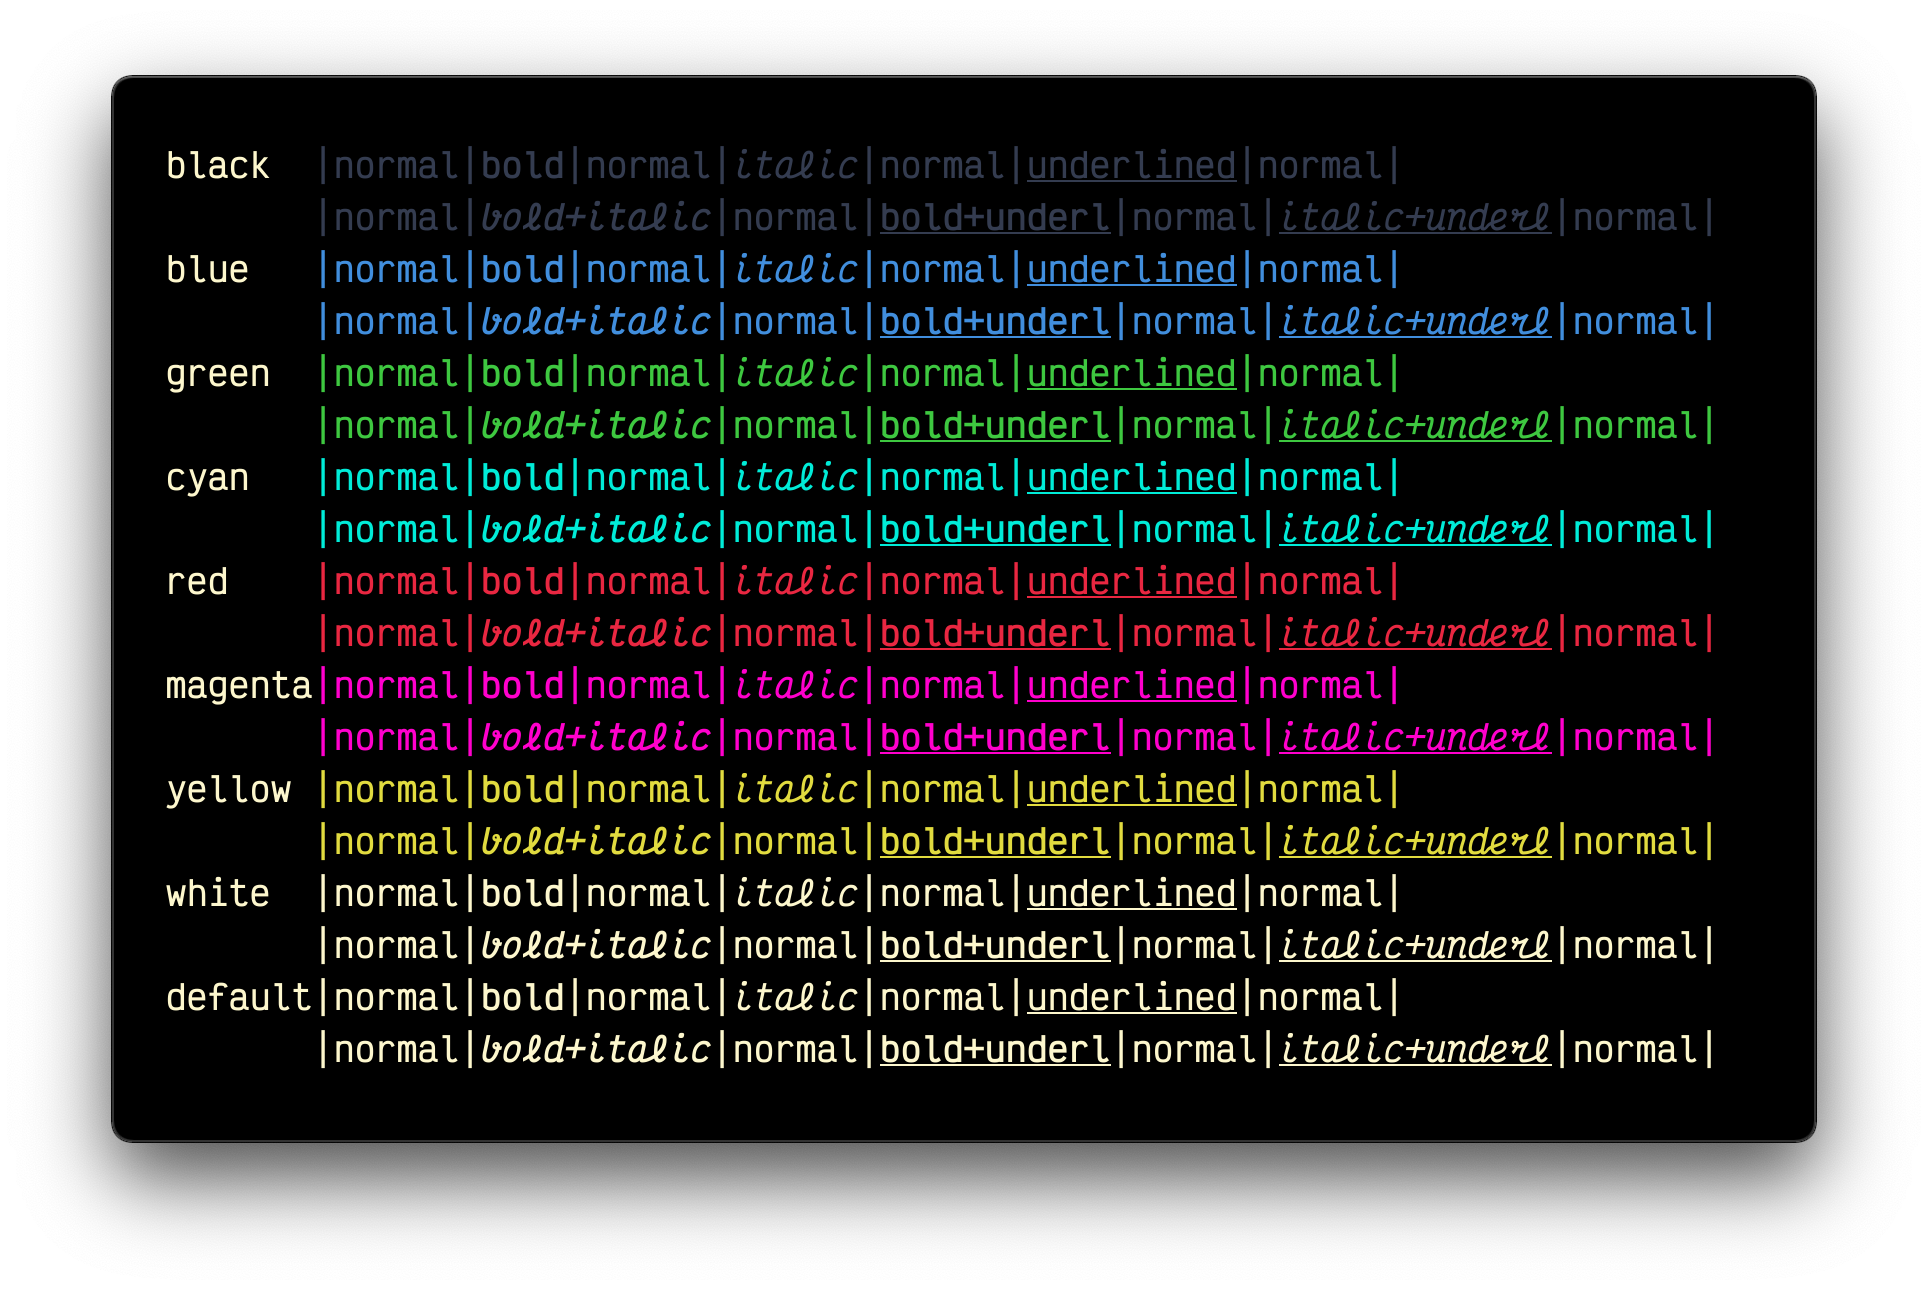 black  |normal|bold|normal|italic|normal|underlined|normal|
       |normal|bold+italic|normal|bold+underl|normal|italic+underl|normal|
blue   |normal|bold|normal|italic|normal|underlined|normal|
       |normal|bold+italic|normal|bold+underl|normal|italic+underl|normal|
green  |normal|bold|normal|italic|normal|underlined|normal|
       |normal|bold+italic|normal|bold+underl|normal|italic+underl|normal|
cyan   |normal|bold|normal|italic|normal|underlined|normal|
       |normal|bold+italic|normal|bold+underl|normal|italic+underl|normal|
red    |normal|bold|normal|italic|normal|underlined|normal|
       |normal|bold+italic|normal|bold+underl|normal|italic+underl|normal|
magenta|normal|bold|normal|italic|normal|underlined|normal|
       |normal|bold+italic|normal|bold+underl|normal|italic+underl|normal|
yellow |normal|bold|normal|italic|normal|underlined|normal|
       |normal|bold+italic|normal|bold+underl|normal|italic+underl|normal|
white  |normal|bold|normal|italic|normal|underlined|normal|
       |normal|bold+italic|normal|bold+underl|normal|italic+underl|normal|
default|normal|bold|normal|italic|normal|underlined|normal|
       |normal|bold+italic|normal|bold+underl|normal|italic+underl|normal|